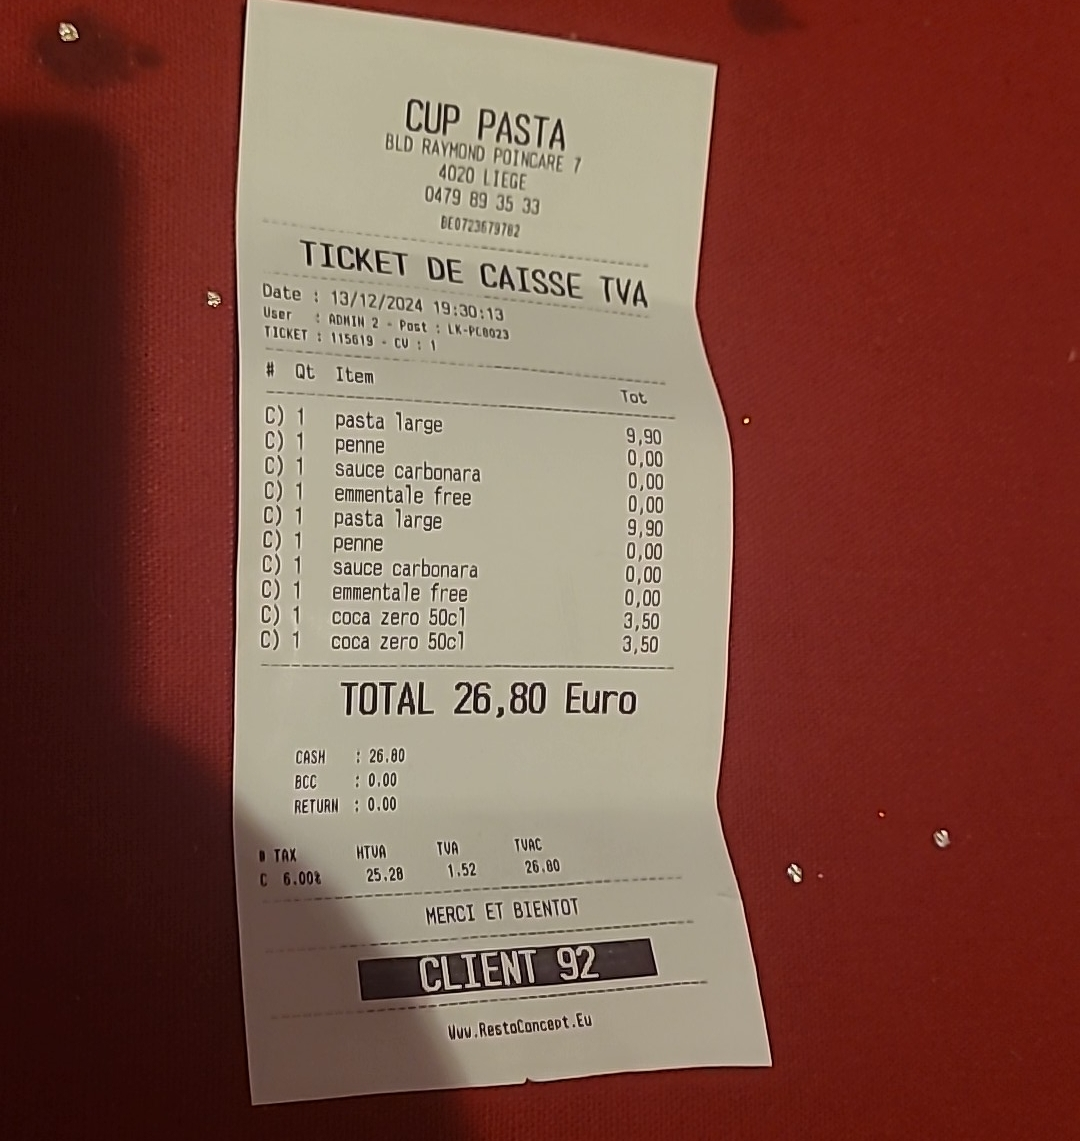 CUP PASTA
BLD RAYMOND POINCARE 7
4020 LIEGE
0479 89 35 33
BE0723679782
TICKET DE CAISSE TVA
Date : 13/12/2024 19:30:13
User : ADMIN 2 - Post : LK-PC0023
TICKET : 115619 - CV : 1
# Qt Item Tot
C) 1 pasta large 9,90
C) 1 penne 0,00
C) 1 sauce carbonara 0,00
C) 1 emmentale free 0,00
C) 1 pasta large 9,90
C) 1 penne 0,00
C) 1 sauce carbonara 0,00
C) 1 emmentale free 0,00
C) 1 coca zero 50cl 3,50
C) 1 coca zero 50cl 3,50
TOTAL 26,80 Euro
CASH : 26.80
BCC : 0.00
RETURN : 0.00
# TAX HTVA TVA TVAC
C 6.00% 25.28 1.52 26.80
MERCI ET BIENTOT
CLIENT 92
Www.RestoConcept.Eu